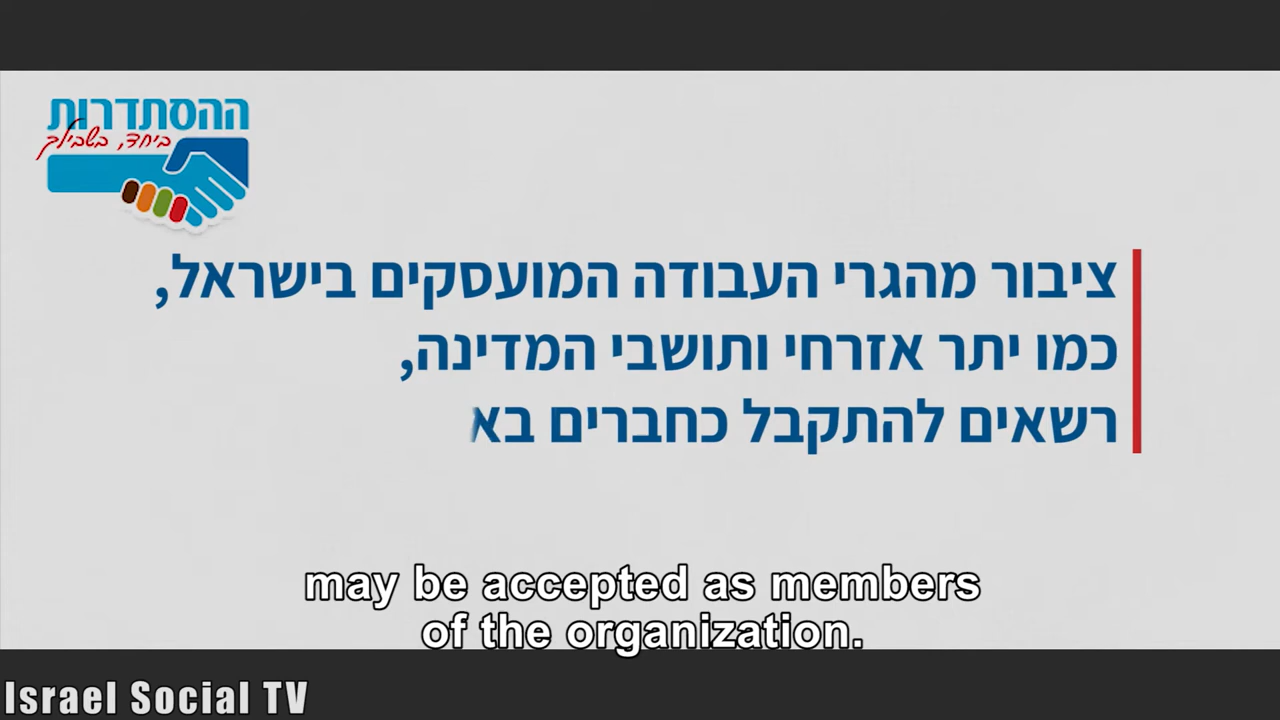 ההסתדרות
ביחד, בשבילך
ציבור מהגרי העבודה המועסקים בישראל,
כמו יתר אזרחי ותושבי המדינה,
רשאים להתקבל כחברים בא
may be accepted as members
of the organization.
Israel Social TV